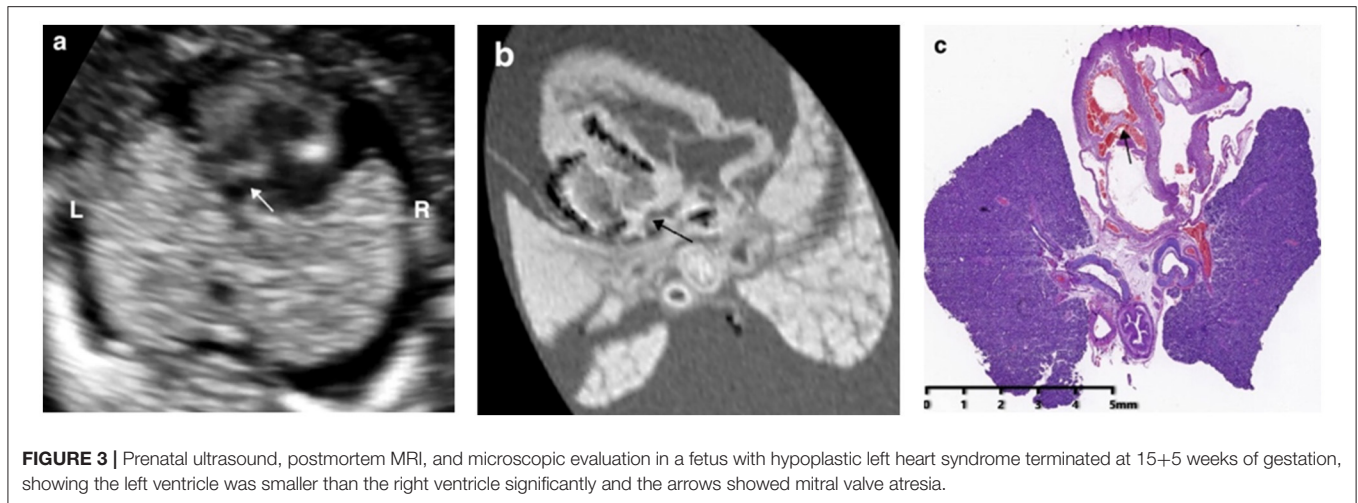 a
b
c
L
R
0 1 2 3 4 5mm
FIGURE 3 | Prenatal ultrasound, postmortem MRI, and microscopic evaluation in a fetus with hypoplastic left heart syndrome terminated at 15+5 weeks of gestation,
showing the left ventricle was smaller than the right ventricle significantly and the arrows showed mitral valve atresia.